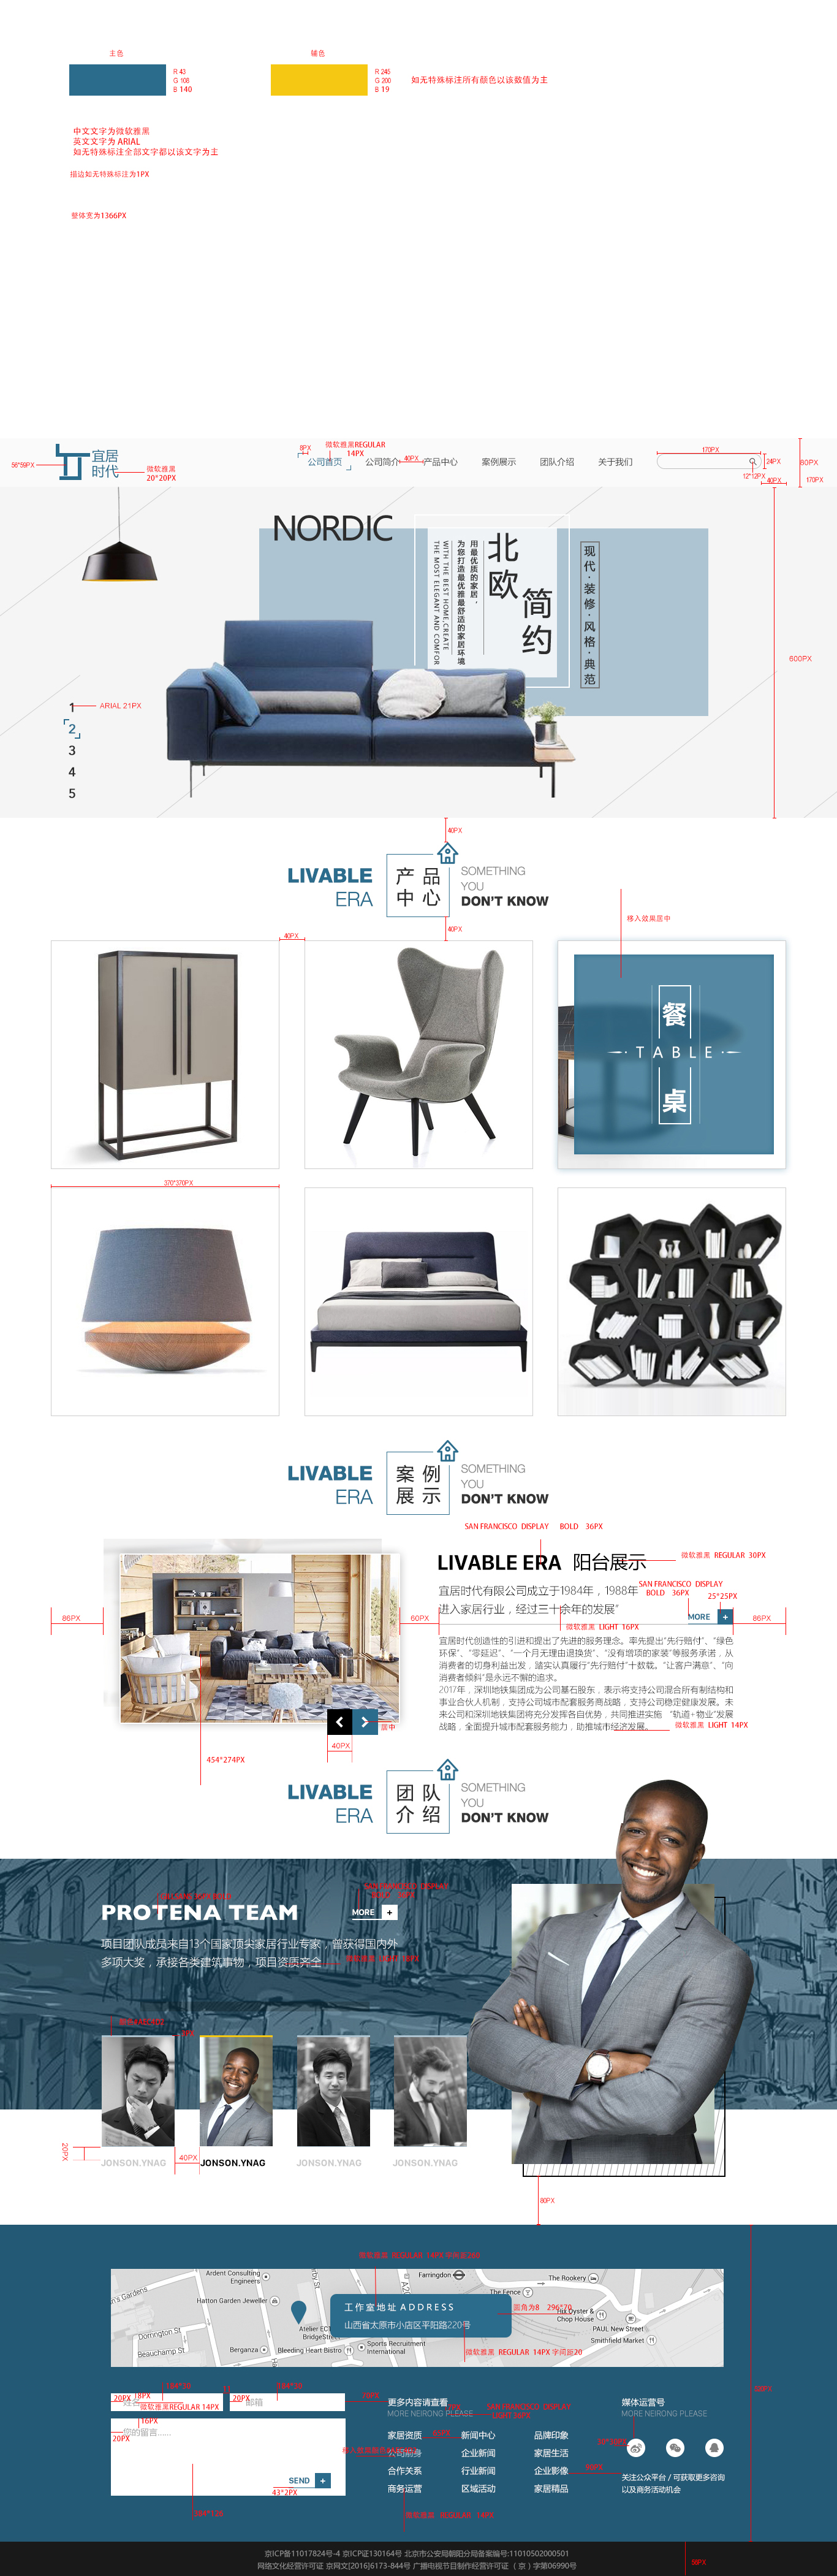 主色
辅色
R 43
G 108
B 140
R 245
G 200
B 19
如无特殊标注所有颜色以该数值为主
中文文字为微软雅黑
英文文字为 ARIAL
如无特殊标注全部文字都以该文字为主
描边如无特殊标注为1PX
整体宽为1366PX
56*59PX
宜居
时代
微软雅黑
20*20PX
8PX
微软雅黑REGULAR
14PX
40PX
公司首页
公司简介
产品中心
案例展示
团队介绍
关于我们
170PX
24PX
12*12PX
40PX
80PX
170PX
NORDIC
北欧
简约
用最优质的家居，
为您打造最优雅最舒适的家居环境
WITH THE BEST HOME,CREATE
THE MOST ELEGANT AND COMFOR
现代·装修·风格·典范
600PX
1
ARIAL 21PX
2
3
4
5
40PX
LIVABLE
ERA
产品
中心
SOMETHING
YOU
DON'T KNOW
40PX
移入效果居中
40PX
餐
TABLE
桌
370*370PX
LIVABLE
ERA
案例
展示
SOMETHING
YOU
DON'T KNOW
SAN FRANCISCO DISPLAY BOLD 36PX
LIVABLE ERA 阳台展示
微软雅黑 REGULAR 30PX
宜居时代有限公司成立于1984年，1988年
进入家居行业，经过三十余年的发展"
SAN FRANCISCO DISPLAY
BOLD 36PX
25*25PX
MORE +
86PX
60PX
86PX
微软雅黑 LIGHT 16PX
宜居时代创造性的引进和提出了先进的服务理念。率先提出"先行赔付"、"绿色
环保"、"零延迟"、"一个月无理由退换货"、"没有增项的家装"等服务承诺，从
消费者的切身利益出发，踏实认真履行"先行赔付"十数载。"让客户满意"、"向
消费者倾斜"是永远不懈的追求。
2017年，深圳地铁集团成为公司基石股东，表示支持公司混合所有制结构和
事业合伙人机制，支持公司城市配套服务商战略，支持公司稳定健康发展。未
来公司和深圳地铁集团将充分发挥各自优势，共同推进实施 "轨道+物业"发展
战略，全面提升城市配套服务能力，助推城市经济发展。
微软雅黑 LIGHT 14PX
居中
40PX
454*274PX
LIVABLE
ERA
团队
介绍
SOMETHING
YOU
DON'T KNOW
SAN FRANCISCO DISPLAY
PROTENA TEAM
MORE +
项目团队成员来自13个国家顶尖家居行业专家，曾获得国内外
多项大奖，承接各类建筑事物，项目资质齐全
20PX
40PX
JONSON.YNAG
JONSON.YNAG
JONSON.YNAG
JONSON.YNAG
80PX
Ardent Consulting
Engineers
Hatton Garden Jeweller
Farringdon
The Rookery
The Fence
Hix Oyster &
Chop House
PAUL New Street
Smithfield Market
Dorrington St
Beauchamp St
Berganza
Atelier
BridgeSt
Bleeding Heart Bistro
Sports Recruitment
International
工作室地址 ADDRESS
山西省太原市小店区平阳路220号
圆角为8 296*70
微软雅黑 REGULAR 14PX 字间距20
20PX
8PX
姓名
微软雅黑REGULAR 14PX
20PX
邮箱
16PX
20PX
您的留言......
SEND +
43*2PX
更多内容请查看
MORE NEIRONG PLEASE
家居资质
新闻中心
品牌印象
公司前身
企业新闻
家居生活
合作关系
行业新闻
企业影像
商务运营
区域活动
家居精品
媒体运营号
MORE NEIRONG PLEASE
关注公众平台 / 可获取更多咨询
以及商务活动机会
京ICP备11017824号-4 京ICP证130164号 北京市公安局朝阳分局备案编号:11010502000501
网络文化经营许可证 京网文[2016]6173-844号 广播电视节目制作经营许可证 （ 京 ）字第06990号
50PX